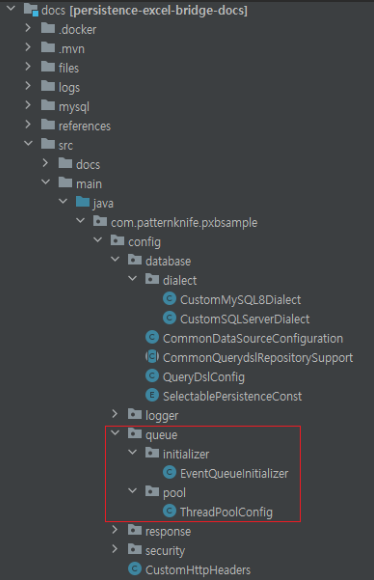 docs [persistence-excel-bridge-docs]
.docker
.mvn
files
logs
mysql
references
src
docs
main
java
com.patternknife.pxbsample
config
database
dialect
C CustomMySQL8Dialect
C CustomSQLServerDialect
C CommonDataSourceConfiguration
C CommonQuerydslRepositorySupport
C QueryDslConfig
E SelectablePersistenceConst
logger
queue
initializer
C EventQueueInitializer
pool
C ThreadPoolConfig
response
security
C CustomHttpHeaders